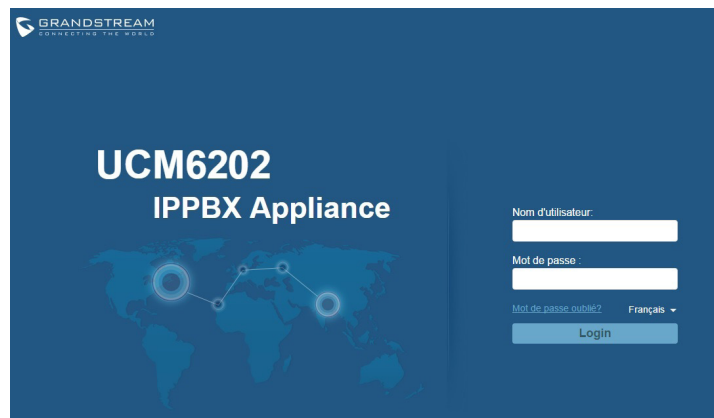 GRANDSTREAM
CONNECTING THE WORLD
UCM6202
IPPBX Appliance
Nom d'utilisateur:
Mot de passe :
Mot de passe oublié?
Français
Login